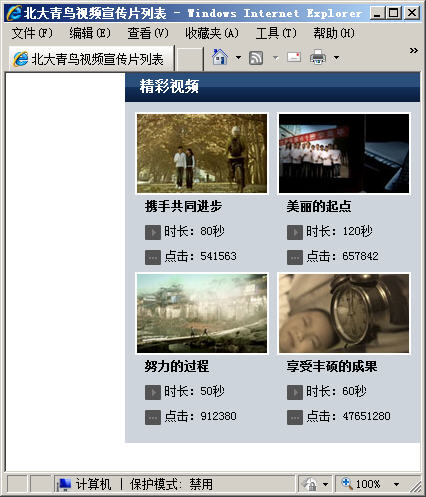 北大青鸟视频宣传片列表 - Windows Internet Explorer
文件(F) 编辑(E) 查看(V) 收藏夹(A) 工具(T) 帮助(H)
北大青鸟视频宣传片列表
精彩视频
携手共同进步 美丽的起点
时长：80秒 时长：120秒
点击：541563 点击：657842
努力的过程 享受丰硕的成果
时长：50秒 时长：60秒
点击：912380 点击：47651280
计算机 | 保护模式: 禁用 100%